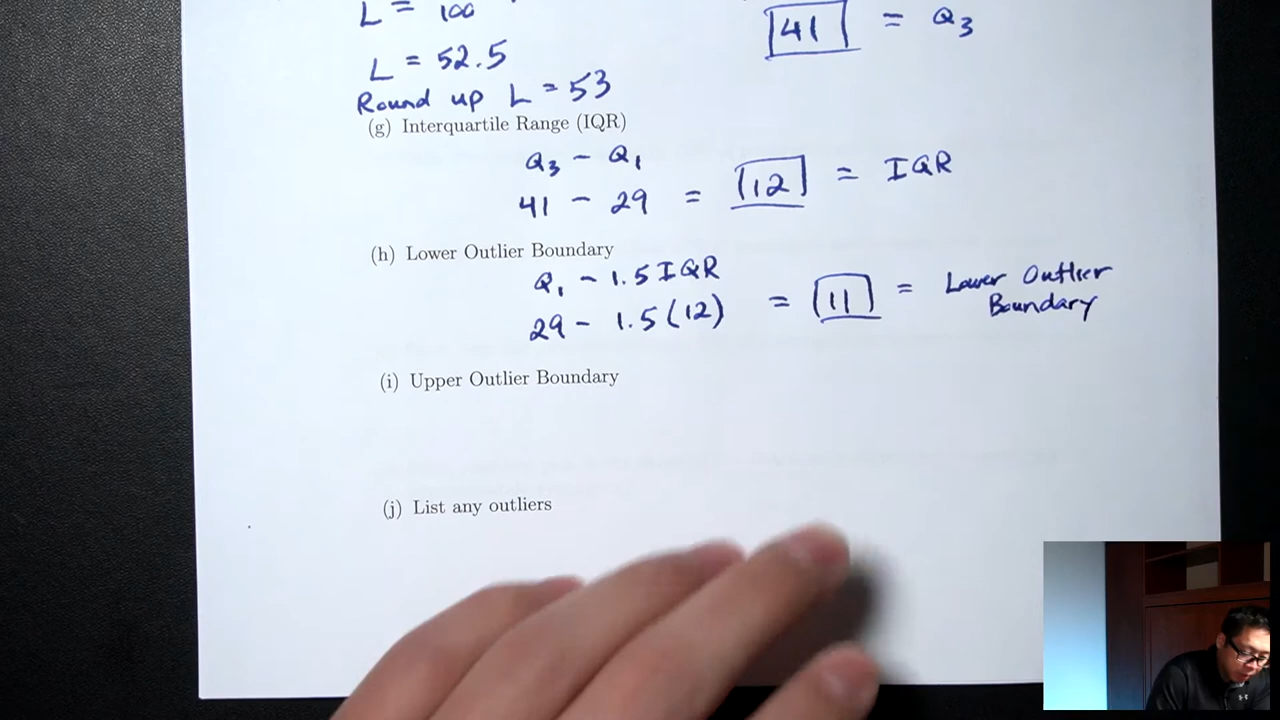 L = 100
41 = Q3
L = 52.5
Round up L = 53
(g) Interquartile Range (IQR)
Q3 - Q1
41 - 29 = 12 = IQR
(h) Lower Outlier Boundary
Q1 - 1.5 IQR
29 - 1.5(12) = 11 = Lower Outlier Boundary
(i) Upper Outlier Boundary
(j) List any outliers